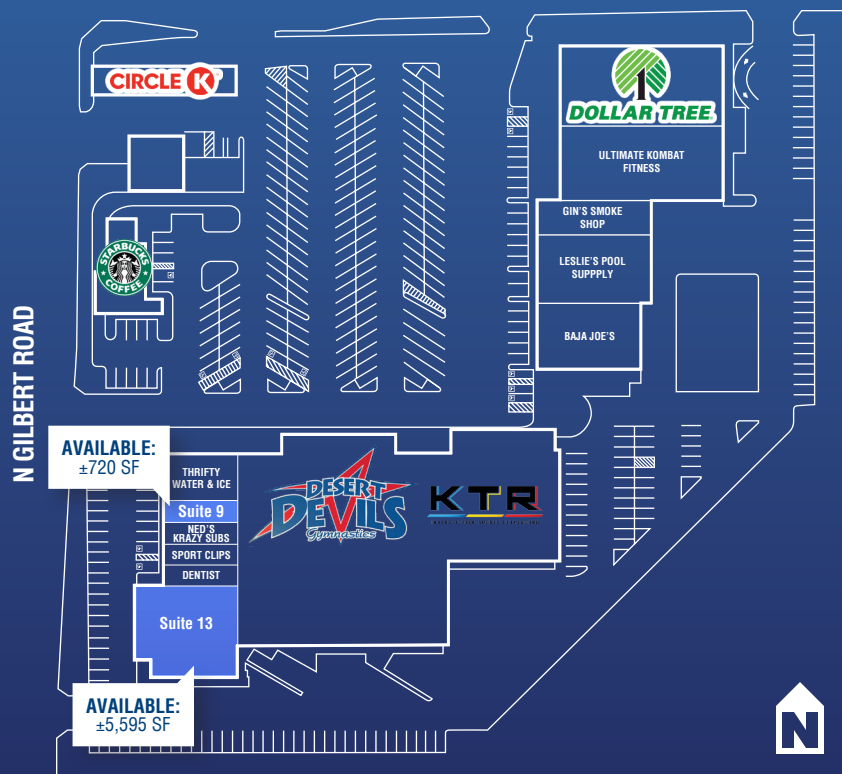 CIRCLE K
DOLLAR TREE
ULTIMATE KOMBAT
FITNESS
GIN'S SMOKE
SHOP
LESLIE'S POOL
SUPPPLY
BAJA JOE'S
STARBUCKS
COFFEE
N GILBERT ROAD
AVAILABLE:
±720 SF
THRIFTY
WATER & ICE
Suite 9
NED'S
KRAZY SUBS
SPORT CLIPS
DENTIST
Suite 13
AVAILABLE:
±5,595 SF
DESERT
DEVILS
Gymnastics
KTR
N